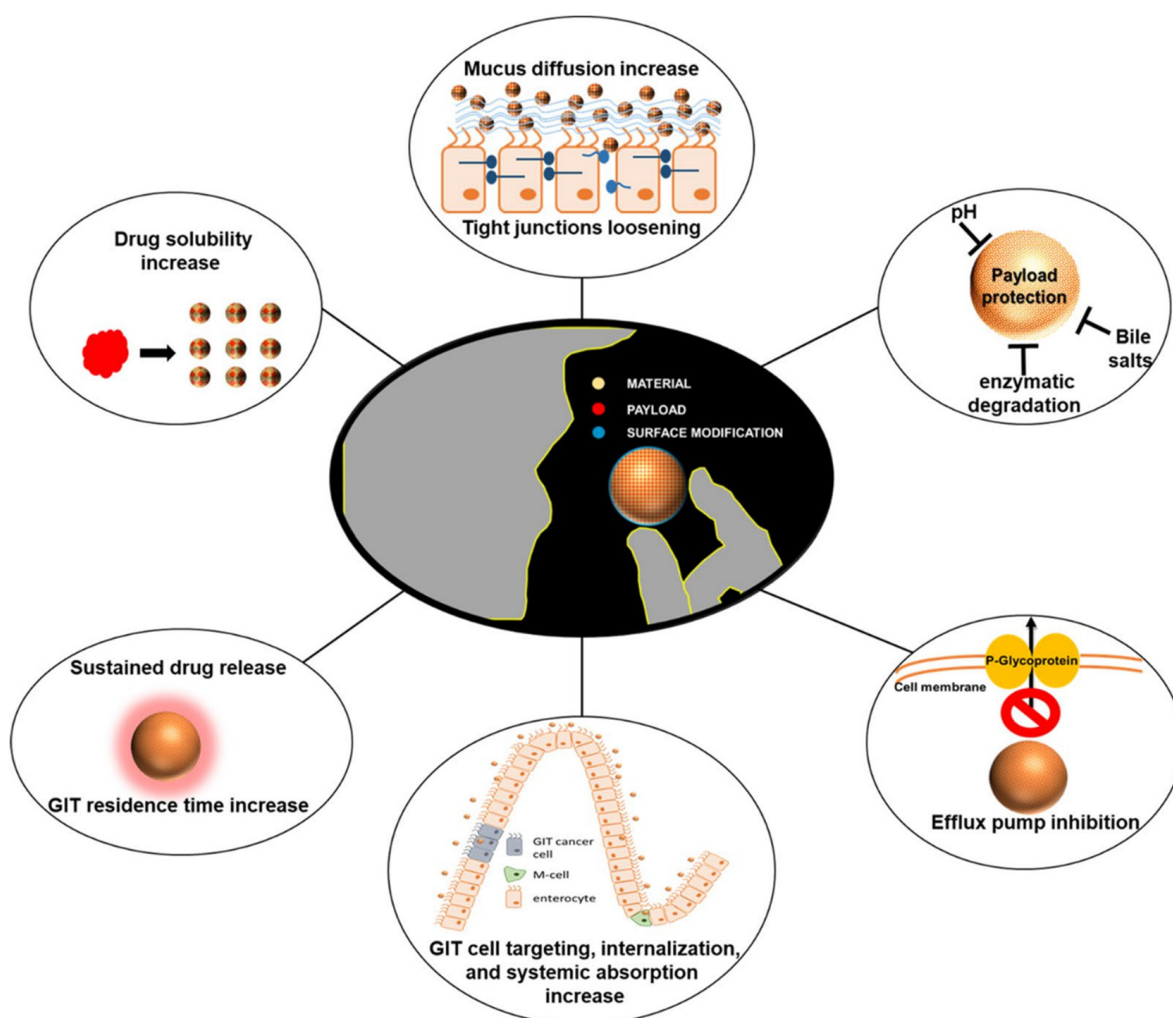 Mucus diffusion increase
Tight junctions loosening
Drug solubility
increase
pH
Payload
protection
Bile
salts
enzymatic
degradation
MATERIAL
PAYLOAD
SURFACE MODIFICATION
Sustained drug release
GIT residence time increase
P-Glycoprotein
Cell membrane
Efflux pump inhibition
GIT cancer
cell
M-cell
enterocyte
GIT cell targeting, internalization,
and systemic absorption
increase